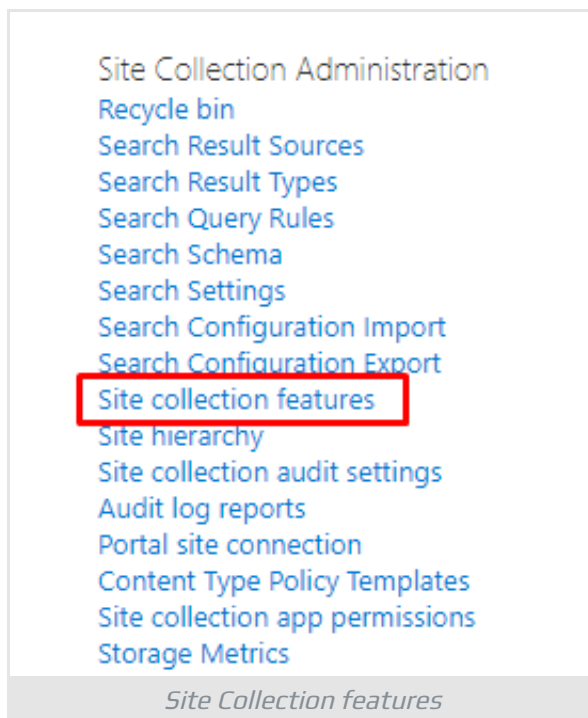 Site Collection Administration
Recycle bin
Search Result Sources
Search Result Types
Search Query Rules
Search Schema
Search Settings
Search Configuration Import
Search Configuration Export
Site collection features
Site hierarchy
Site collection audit settings
Audit log reports
Portal site connection
Content Type Policy Templates
Site collection app permissions
Storage Metrics
Site Collection features